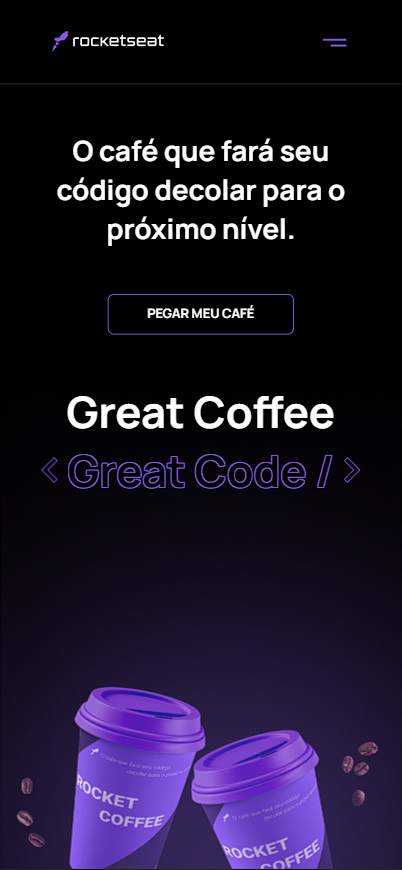 rocketseat
O café que fará seu
código decolar para o
próximo nível.
PEGAR MEU CAFÉ
Great Coffee
< Great Code / >
O café que fará seu código
decolar para o próximo nível.
ROCKET
COFFEE
O café que fará seu código
decolar para o próximo nível.
ROCKET
COFFEE